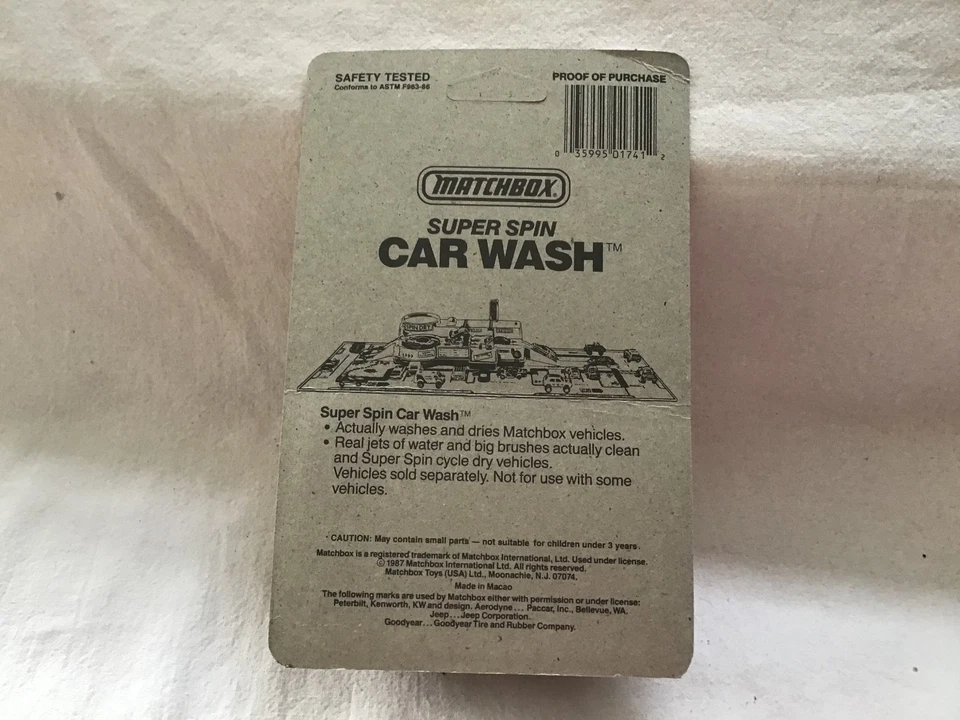 SAFETY TESTED
Conforms to ASTM F963-86
PROOF OF PURCHASE
0 35995 01741 2
MATCHBOX®
SUPER SPIN
CAR WASH™
SPIN DRY
Super Spin Car Wash™
• Actually washes and dries Matchbox vehicles.
• Real jets of water and big brushes actually clean
and Super Spin cycle dry vehicles.
Vehicles sold separately. Not for use with some
vehicles.
• CAUTION: May contain small parts — not suitable for children under 3 years.
Matchbox is a registered trademark of Matchbox International, Ltd. Used under license.
©1987 Matchbox International Ltd. All rights reserved.
Matchbox Toys (USA) Ltd., Moonachie, N.J. 07074.
Made in Macao
The following marks are used by Matchbox either with permission or under license:
Peterbilt, Kenworth, KW and design. Aerodyne... Paccar, Inc., Bellevue, WA.
Jeep...Jeep Corporation.
Goodyear...Goodyear Tire and Rubber Company.